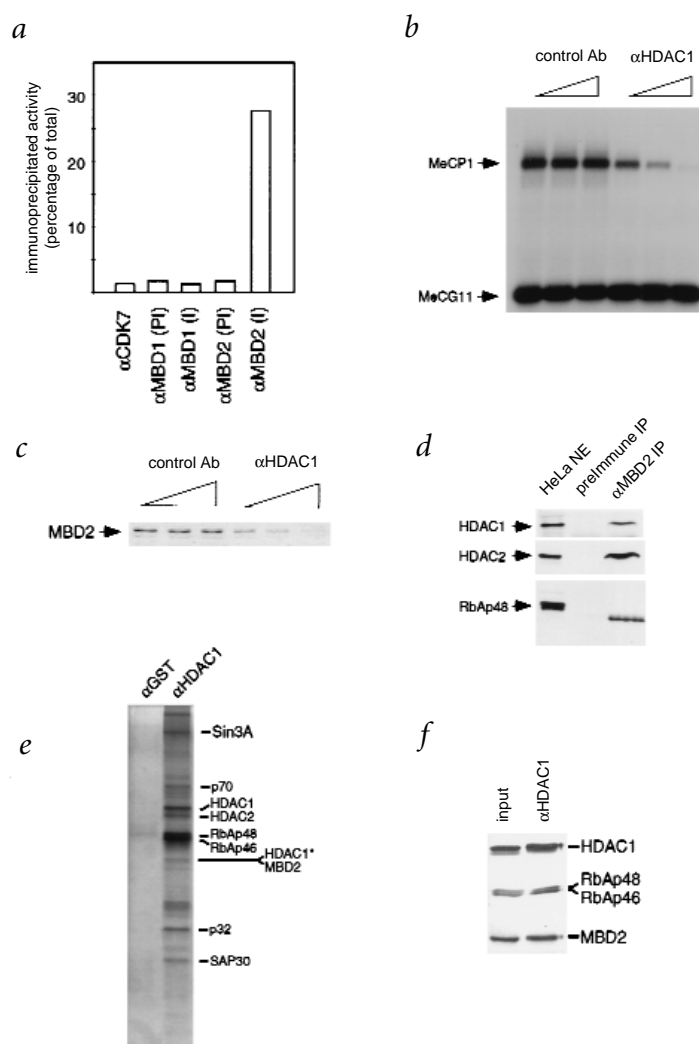 a
immunoprecipitated activity
(percentage of total)
30
20
10
αCDK7
αMBD1 (PI)
αMBD1 (I)
αMBD2 (PI)
αMBD2 (I)
b
control Ab
αHDAC1
MeCP1
MeCG11
c
control Ab
αHDAC1
MBD2
d
HeLa NE
preImmune IP
αMBD2 IP
HDAC1
HDAC2
RbAp48
e
αGST
αHDAC1
Sin3A
p70
HDAC1
HDAC2
RbAp48
RbAp46
HDAC1*
MBD2
p32
SAP30
f
input
αHDAC1
HDAC1
RbAp48
RbAp46
MBD2